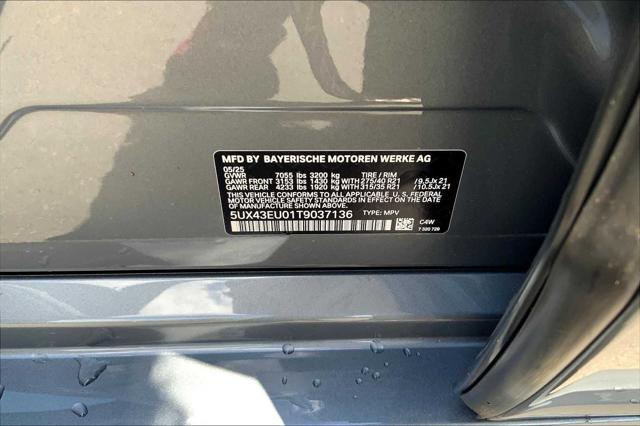 MFD BY BAYERISCHE MOTOREN WERKE AG
05/25
GVWR 7055 lbs 3200 kg TIRE / RIM
GAWR FRONT 3153 lbs 1430 kg WITH 275/40 R21 / 9.5Jx 21
GAWR REAR 4233 lbs 1920 kg WITH 315/35 R21 / 10.5Jx 21
THIS VEHICLE CONFORMS TO ALL APPLICABLE U. S. FEDERAL
MOTOR VEHICLE SAFETY STANDARDS IN EFFECT ON THE DATE
OF MANUFACTURE SHOWN ABOVE.
5UX43EU01T9037136 TYPE: MPV
C4W
7 520 729